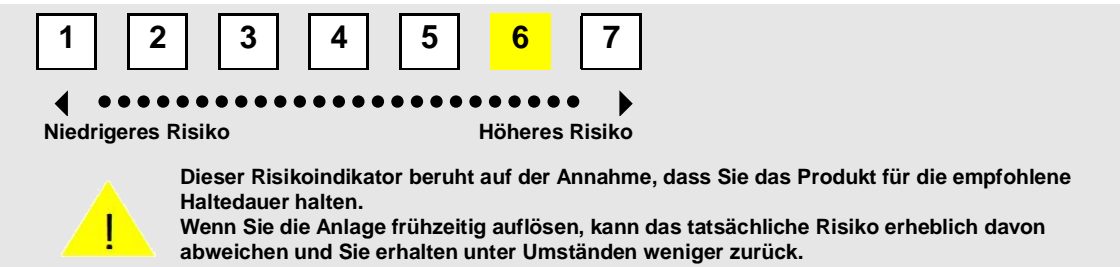 1 2 3 4 5 6 7
Niedrigeres Risiko Höheres Risiko
Dieser Risikoindikator beruht auf der Annahme, dass Sie das Produkt für die empfohlene
Haltedauer halten.
Wenn Sie die Anlage frühzeitig auflösen, kann das tatsächliche Risiko erheblich davon
abweichen und Sie erhalten unter Umständen weniger zurück.
!